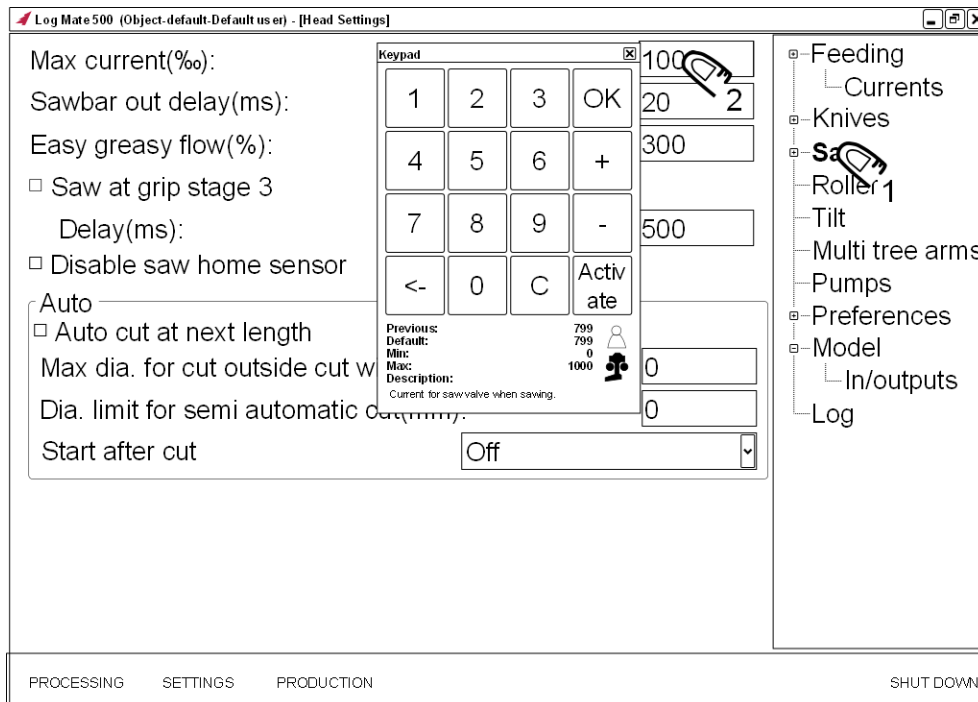 Log Mate 500 (Object-default-Default user) - [Head Settings]
Max current(‰):
100
2
Sawbar out delay(ms):
20
Easy greasy flow(%):
300
Saw at grip stage 3
Delay(ms):
500
Disable saw home sensor
Auto
Auto cut at next length
Max dia. for cut outside cut w
0
Dia. limit for semi automatic cut(mm):
0
Start after cut
Off
Keypad
1 2 3 OK
4 5 6 +
7 8 9 -
<- 0 C Activ
ate
Previous: 799
Default: 799
Min: 0
Max: 1000
Description:
Current for saw valve when sawing.
Feeding
Currents
Knives
1
Roller
Tilt
Multi tree arms
Pumps
Preferences
Model
In/outputs
Log
PROCESSING SETTINGS PRODUCTION SHUT DOWN